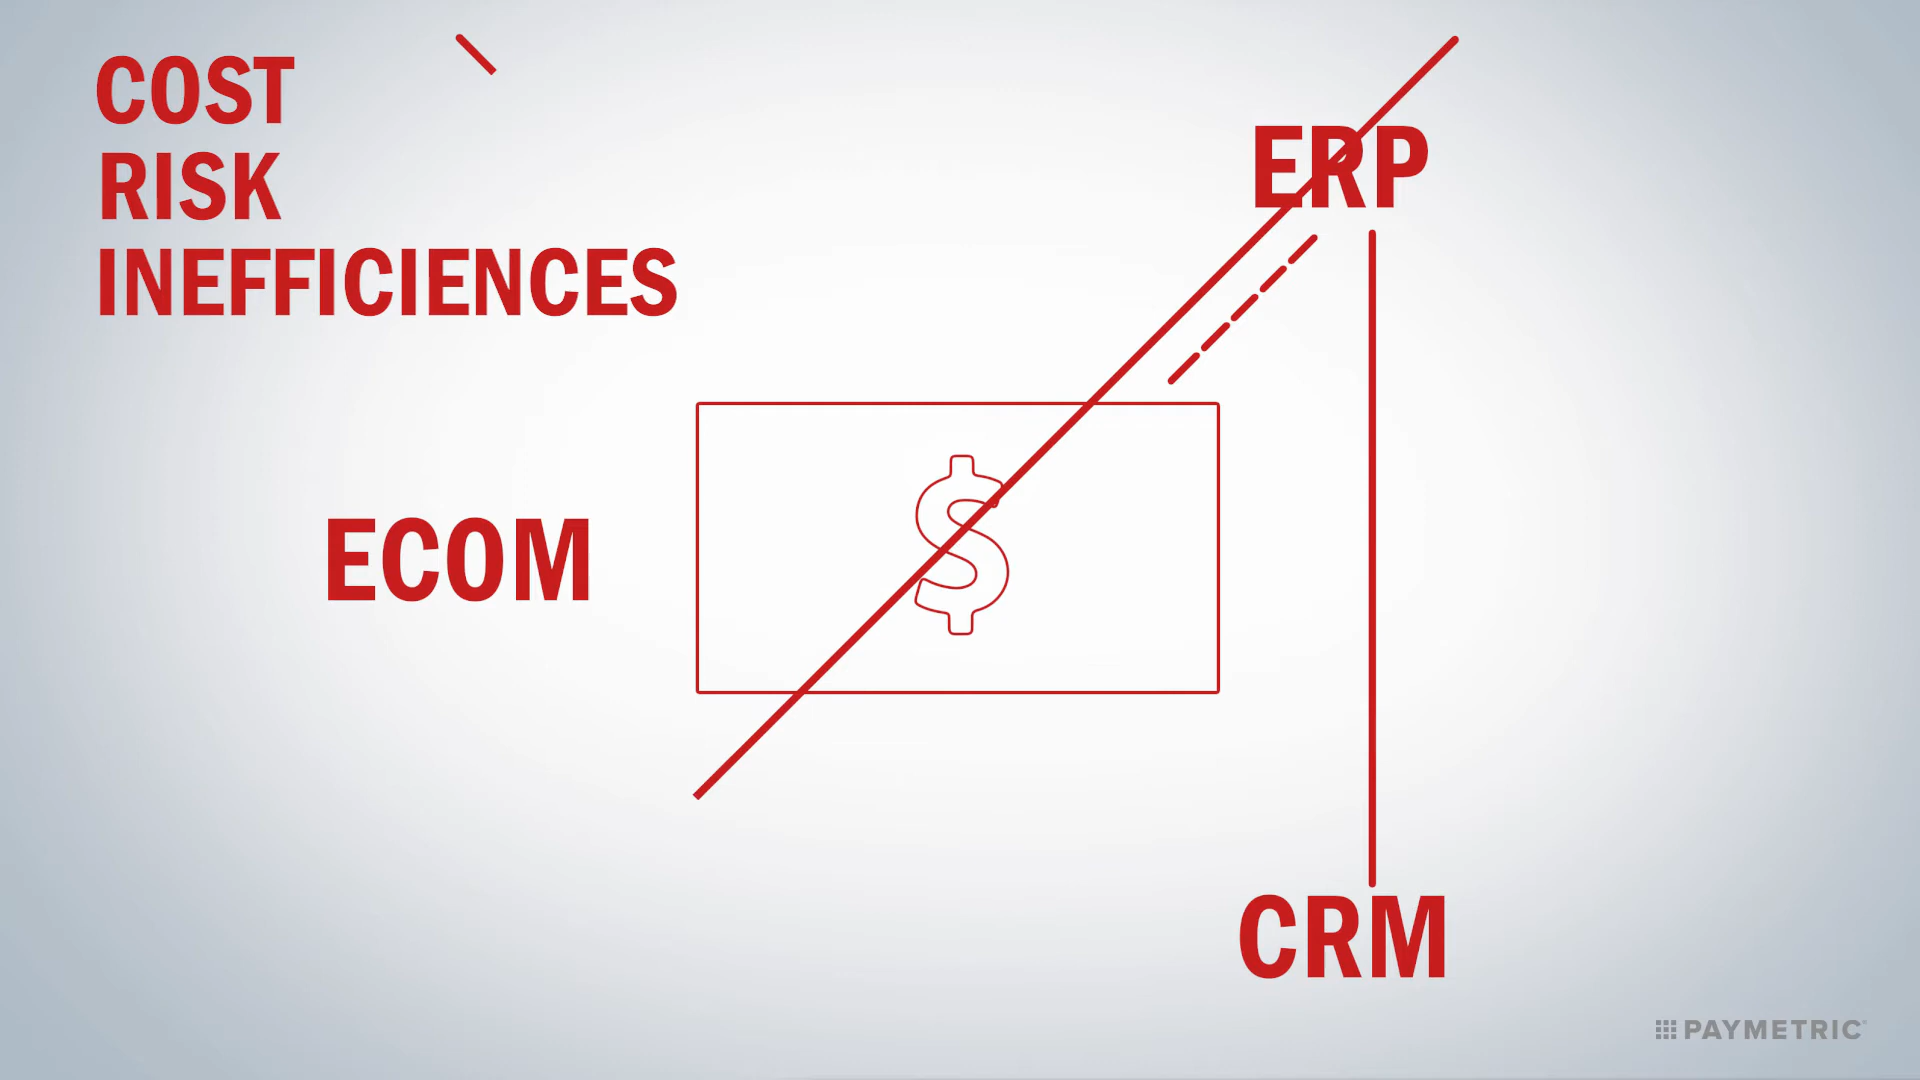 COST
RISK
INEFFICIENCES
ERP
$
ECOM
CRM
PAYMETRIC